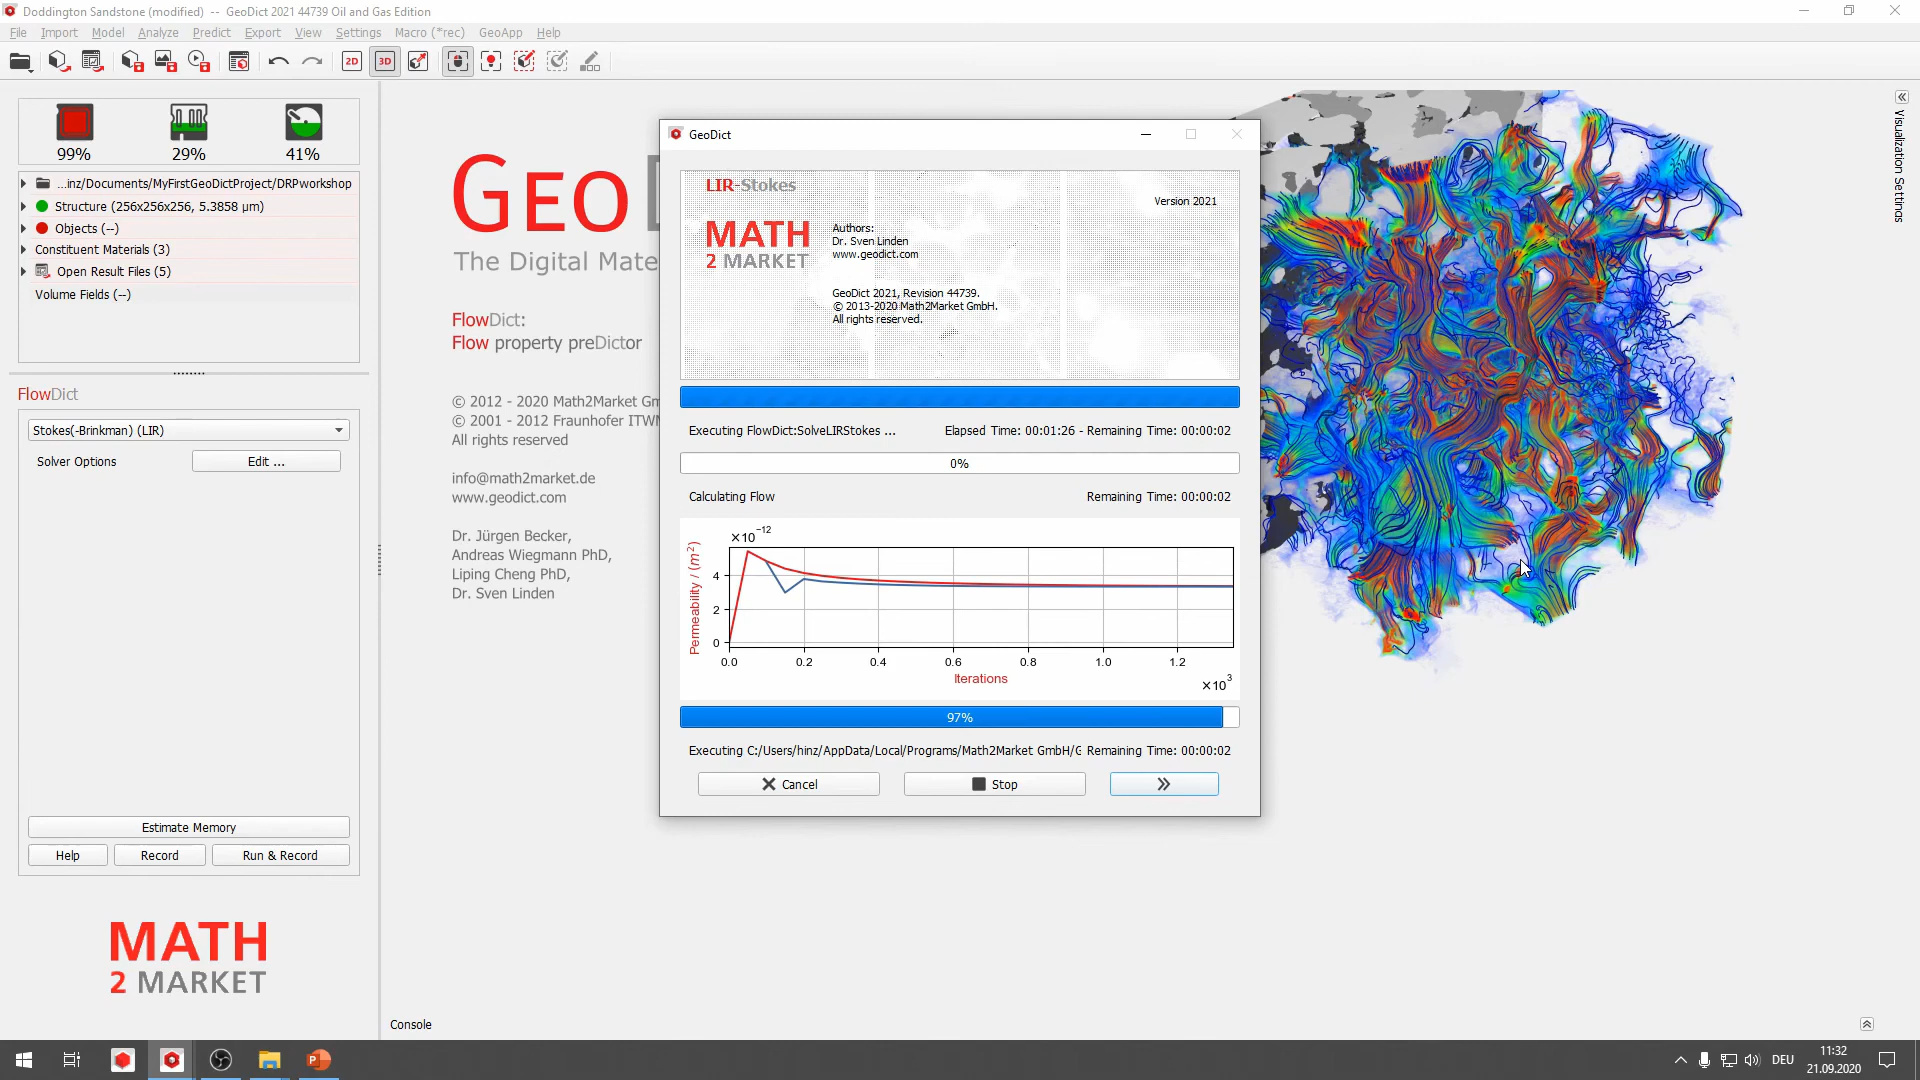 Doddington Sandstone (modified) -- GeoDict 2021 44739 Oil and Gas Edition
File Import Model Analyze Predict Export View Settings Macro (*rec) GeoApp Help
2D 3D
99% 29% 41%
...inz/Documents/MyFirstGeoDictProject/DRPworkshop
Structure (256x256x256, 5.3858 µm)
Objects (--)
Constituent Materials (3)
Open Result Files (5)
Volume Fields (--)
FlowDict
Stokes(-Brinkman) (LIR)
Solver Options Edit ...
Estimate Memory
Help Record Run & Record
MATH
2 MARKET
GEO
The Digital Mate
FlowDict:
Flow property preDictor
© 2012 - 2020 Math2Market Gm
© 2001 - 2012 Fraunhofer ITWM
All rights reserved
info@math2market.de
www.geodict.com
Dr. Jürgen Becker,
Andreas Wiegmann PhD,
Liping Cheng PhD,
Dr. Sven Linden
Console
GeoDict
LIR-Stokes
Version 2021
MATH
2 MARKET
Authors:
Dr. Sven Linden
www.geodict.com
GeoDict 2021, Revision 44739.
© 2013-2020 Math2Market GmbH.
All rights reserved.
Executing FlowDict:SolveLIRStokes ... Elapsed Time: 00:01:26 - Remaining Time: 00:00:02
0%
Calculating Flow Remaining Time: 00:00:02
×10⁻¹²
Permeability / (m²)
4
2
0
0.0 0.2 0.4 0.6 0.8 1.0 1.2
Iterations
×10³
97%
Executing C:/Users/hinz/AppData/Local/Programs/Math2Market GmbH/G Remaining Time: 00:00:02
Cancel Stop
Visualization Settings
DEU
11:32
21.09.2020